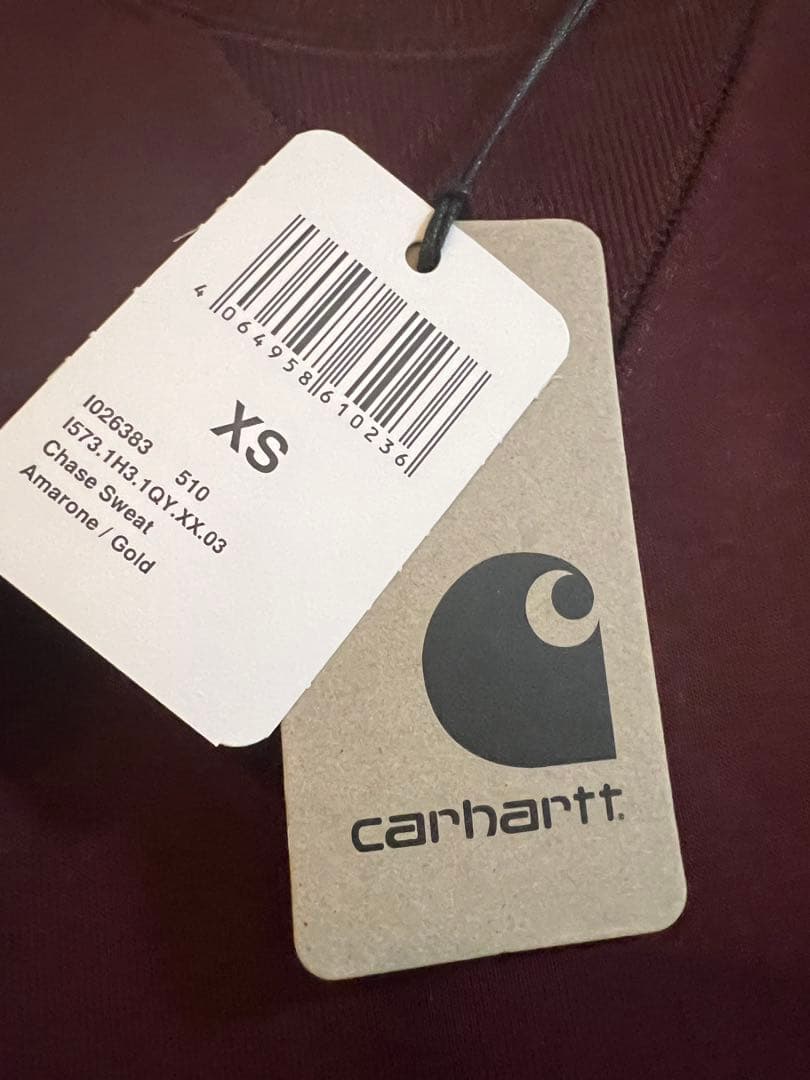 4 064958 610236
XS
I026383 510
I573.1H3.1QY.XX.03
Chase Sweat
Amarone / Gold
carhartt.